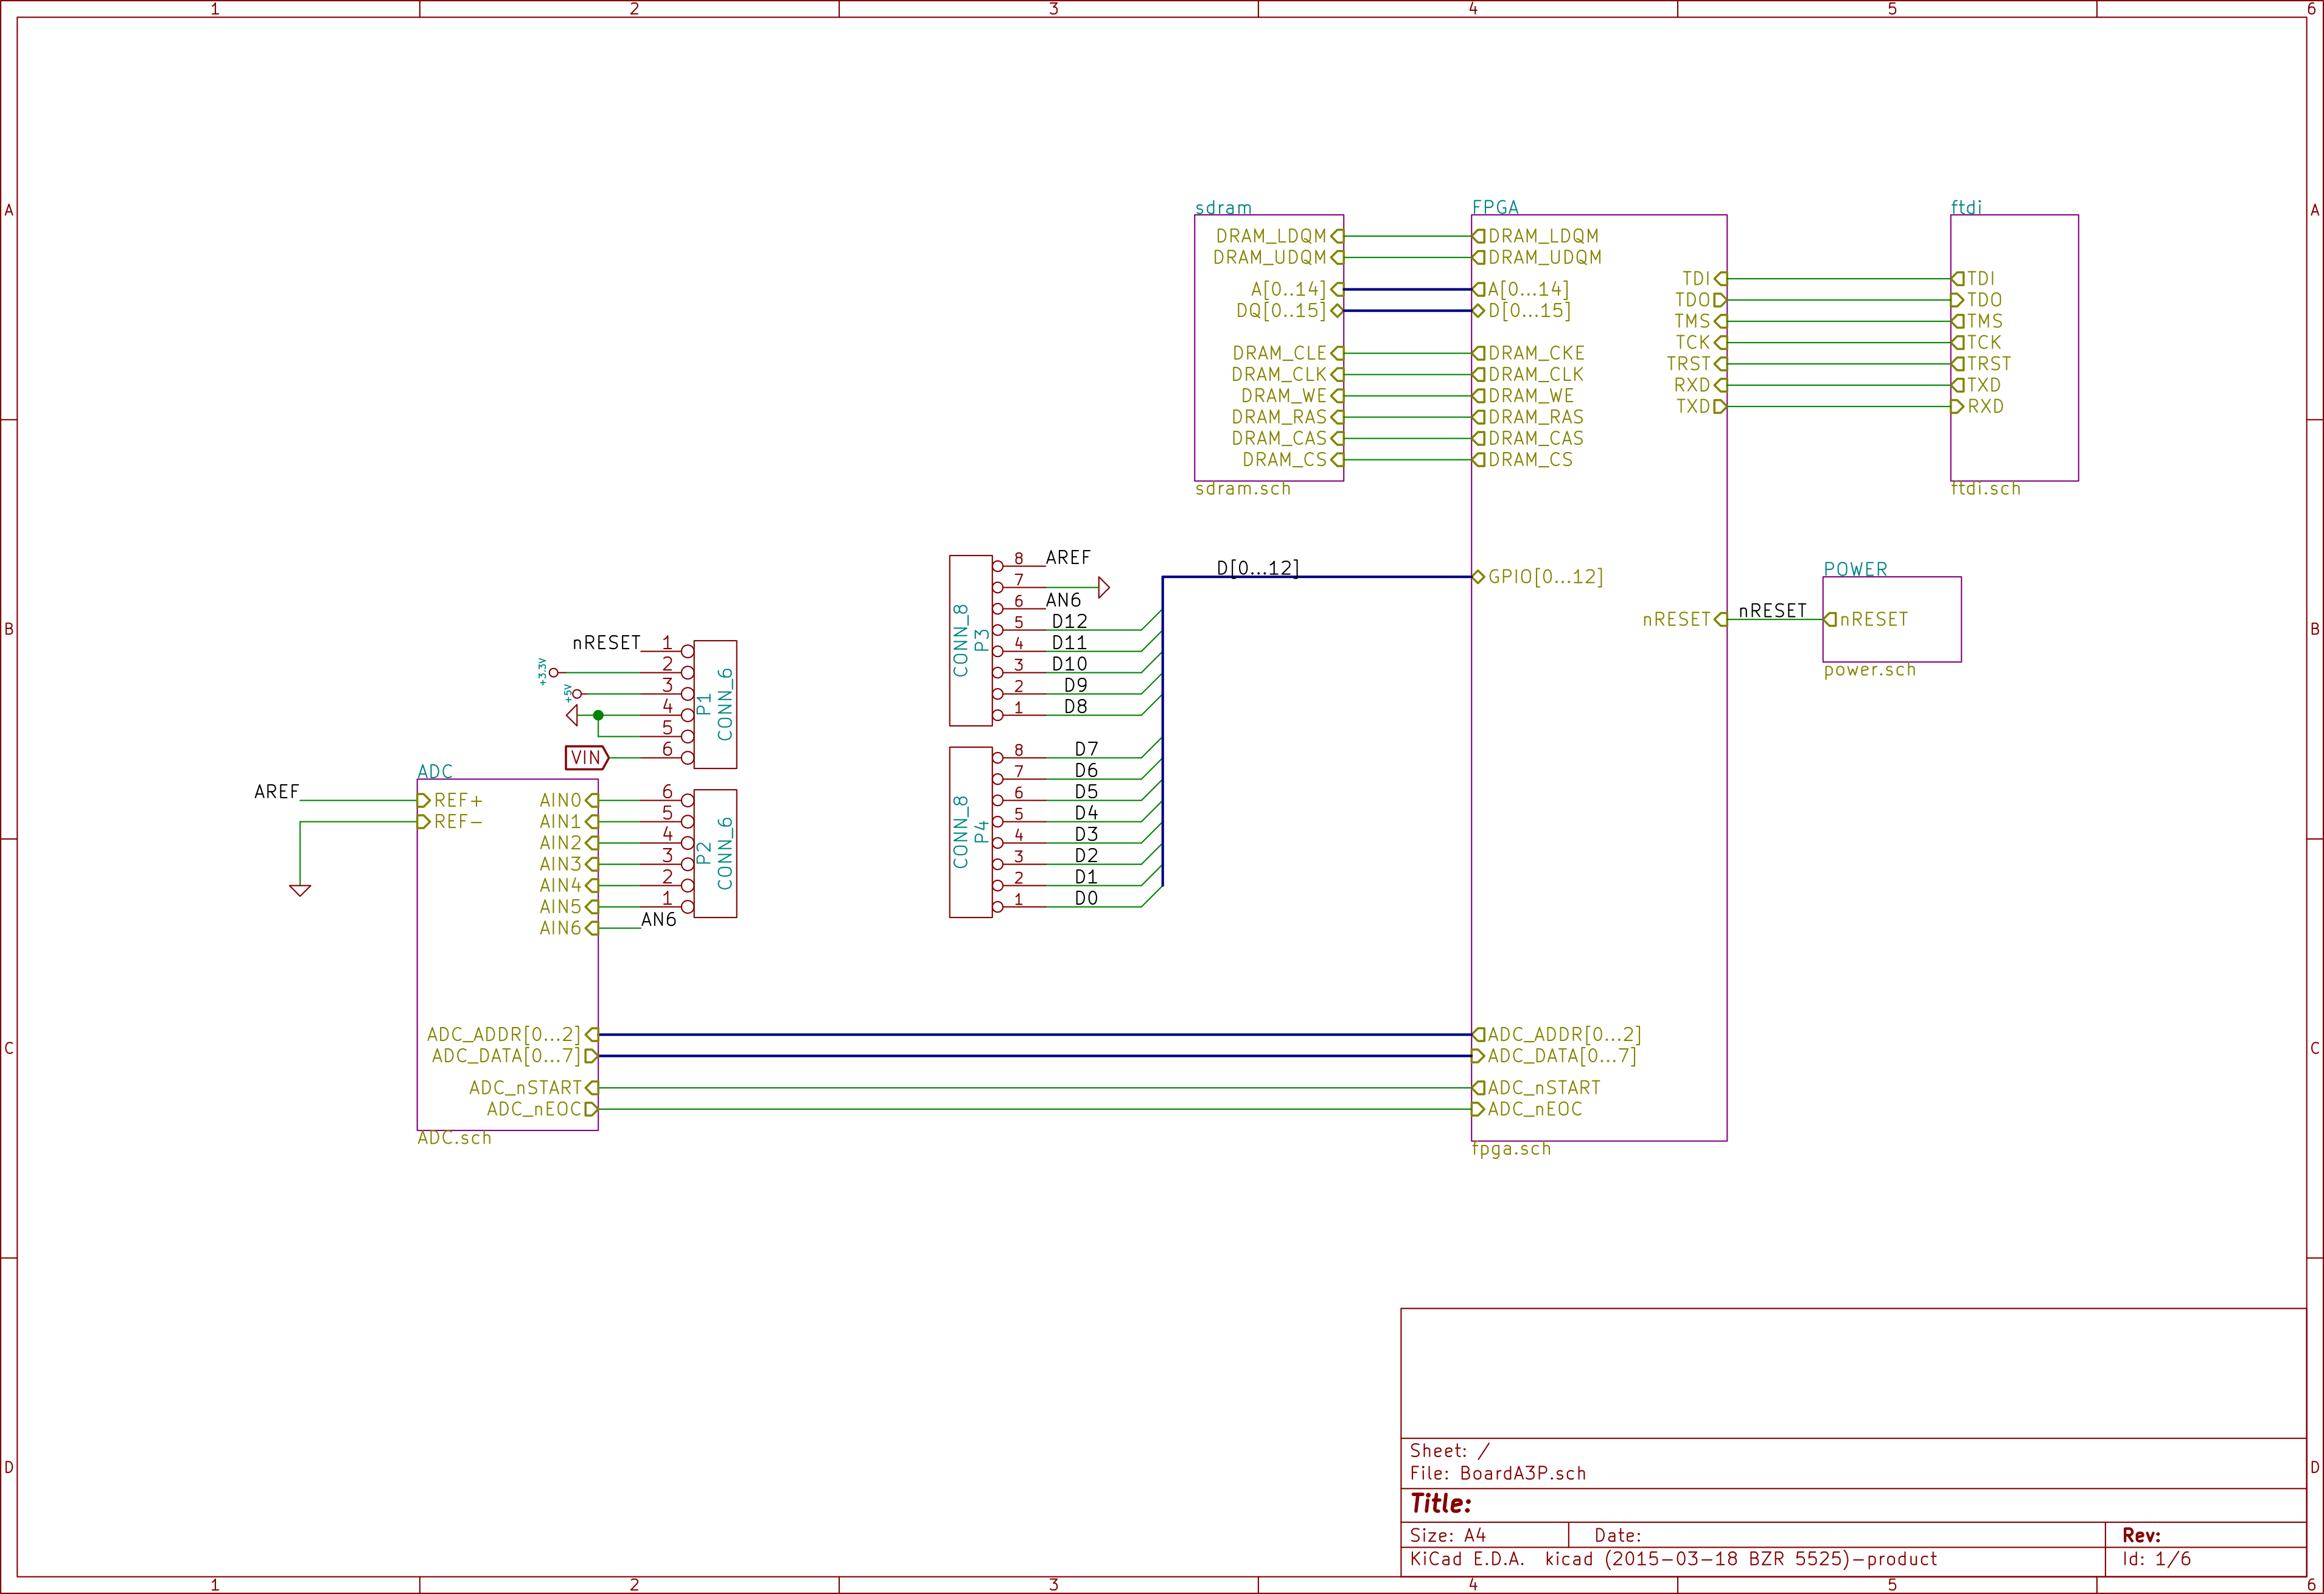 1 2 3 4 5 6
A A
B B
C C
D D
1 2 3 4 5 6
sdram
DRAM_LDQM
DRAM_UDQM
A[0..14]
DQ[0..15]
DRAM_CLE
DRAM_CLK
DRAM_WE
DRAM_RAS
DRAM_CAS
DRAM_CS
sdram.sch
FPGA
DRAM_LDQM
DRAM_UDQM
A[0...14]
D[0...15]
DRAM_CKE
DRAM_CLK
DRAM_WE
DRAM_RAS
DRAM_CAS
DRAM_CS
GPIO[0...12]
ADC_ADDR[0...2]
ADC_DATA[0...7]
ADC_nSTART
ADC_nEOC
TDI
TDO
TMS
TCK
TRST
RXD
TXD
nRESET
fpga.sch
ftdi
TDI
TDO
TMS
TCK
TRST
TXD
RXD
ftdi.sch
nRESET
POWER
nRESET
power.sch
D[0...12]
CONN_8
P3
8 AREF
7
6 AN6
5 D12
4 D11
3 D10
2 D9
1 D8
CONN_8
P4
8 D7
7 D6
6 D5
5 D4
4 D3
3 D2
2 D1
1 D0
nRESET 1
+3.3V 2
+5V 3
4
5
VIN 6
P1
CONN_6
6
5
4
3
2
1
P2
CONN_6
AN6
AREF
ADC
REF+
REF-
AIN0
AIN1
AIN2
AIN3
AIN4
AIN5
AIN6
ADC_ADDR[0...2]
ADC_DATA[0...7]
ADC_nSTART
ADC_nEOC
ADC.sch
Sheet: /
File: BoardA3P.sch
Title:
Size: A4 Date: Rev:
KiCad E.D.A. kicad (2015-03-18 BZR 5525)-product Id: 1/6